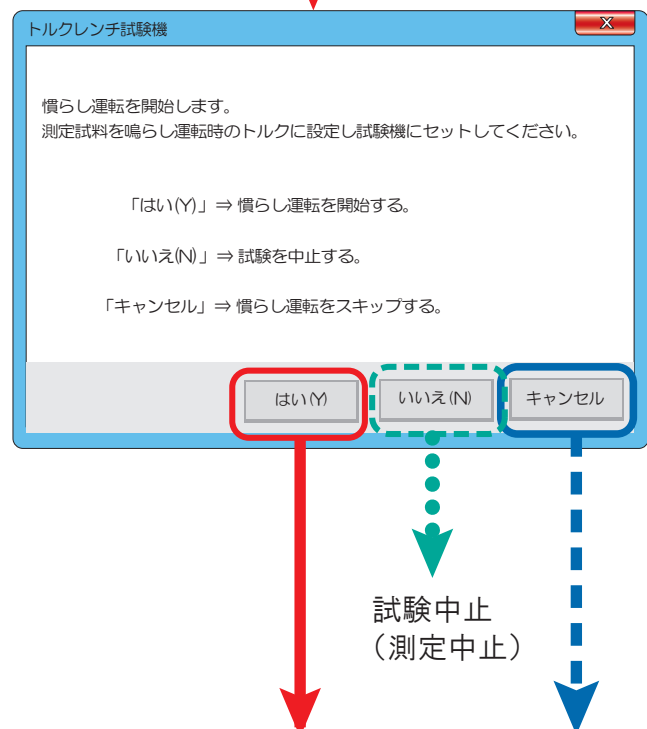 トルクレンチ試験機
X
慣らし運転を開始します。
測定試料を鳴らし運転時のトルクに設定し試験機にセットしてください。
「はい(Y)」⇒ 慣らし運転を開始する。
「いいえ(N)」⇒ 試験を中止する。
「キャンセル」⇒ 慣らし運転をスキップする。
はい(Y) いいえ(N) キャンセル
試験中止
（測定中止）